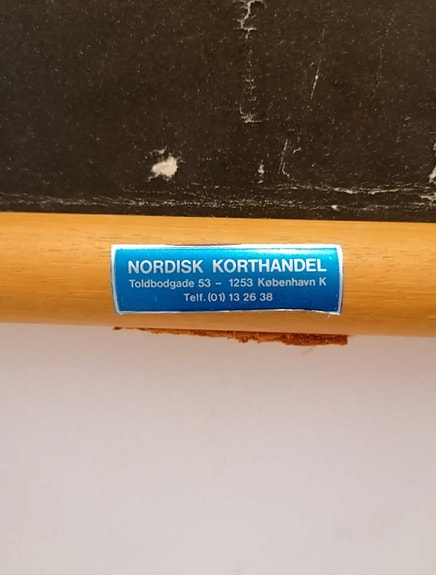 NORDISK KORTHANDEL
Toldbodgade 53 – 1253 København K
Telf. (01) 13 26 38